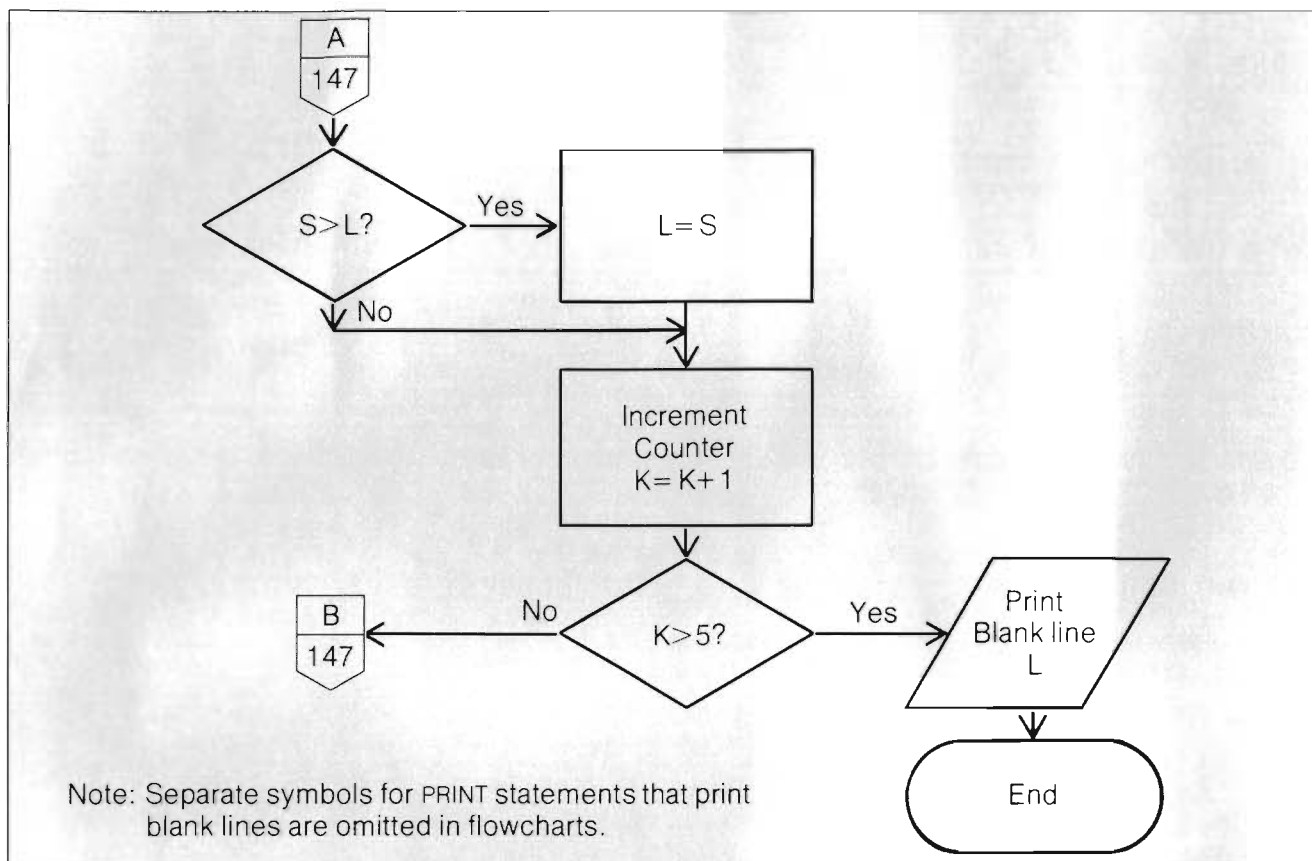 A
147
S>L?
Yes
L=S
No
Increment
Counter
K=K+1
B
147
No
K>5?
Yes
Print
Blank line
L
End
Note: Separate symbols for PRINT statements that print
blank lines are omitted in flowcharts.